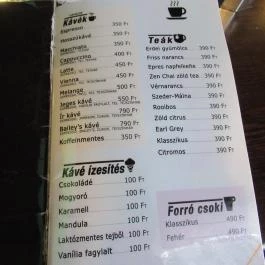 Kávék
Espresso 350 Ft
Hosszúkávé 350 Ft
Macchiato 390 Ft
Cappuccino 400 Ft
Latte 450 Ft
Vienna 450 Ft
Melange 500 Ft
Jeges kávé 550 Ft
Ír kávé 790 Ft
Bailey's kávé 790 Ft
Koffeinmentes 350 Ft
Kávé ízesítés
Csokoládé 100 Ft
Mogyoró 100 Ft
Karamell 100 Ft
Mandula 100 Ft
Laktózmentes tejből 100 Ft
Vanília fagylalt 100 Ft
Teák
Erdei gyümölcs 390 Ft
Friss narancs 390 Ft
Epres napfelkelte 390 Ft
Zen Chai zöld tea 390 Ft
Vérnarancs 390 Ft
Szeder-Málna 390 Ft
Rooibos 390 Ft
Zöld citrus 390 Ft
Earl Grey 390 Ft
Klasszikus 390 Ft
Citromos 390 Ft
Forró csoki
Klasszikus 490 Ft
Fehér 490 Ft